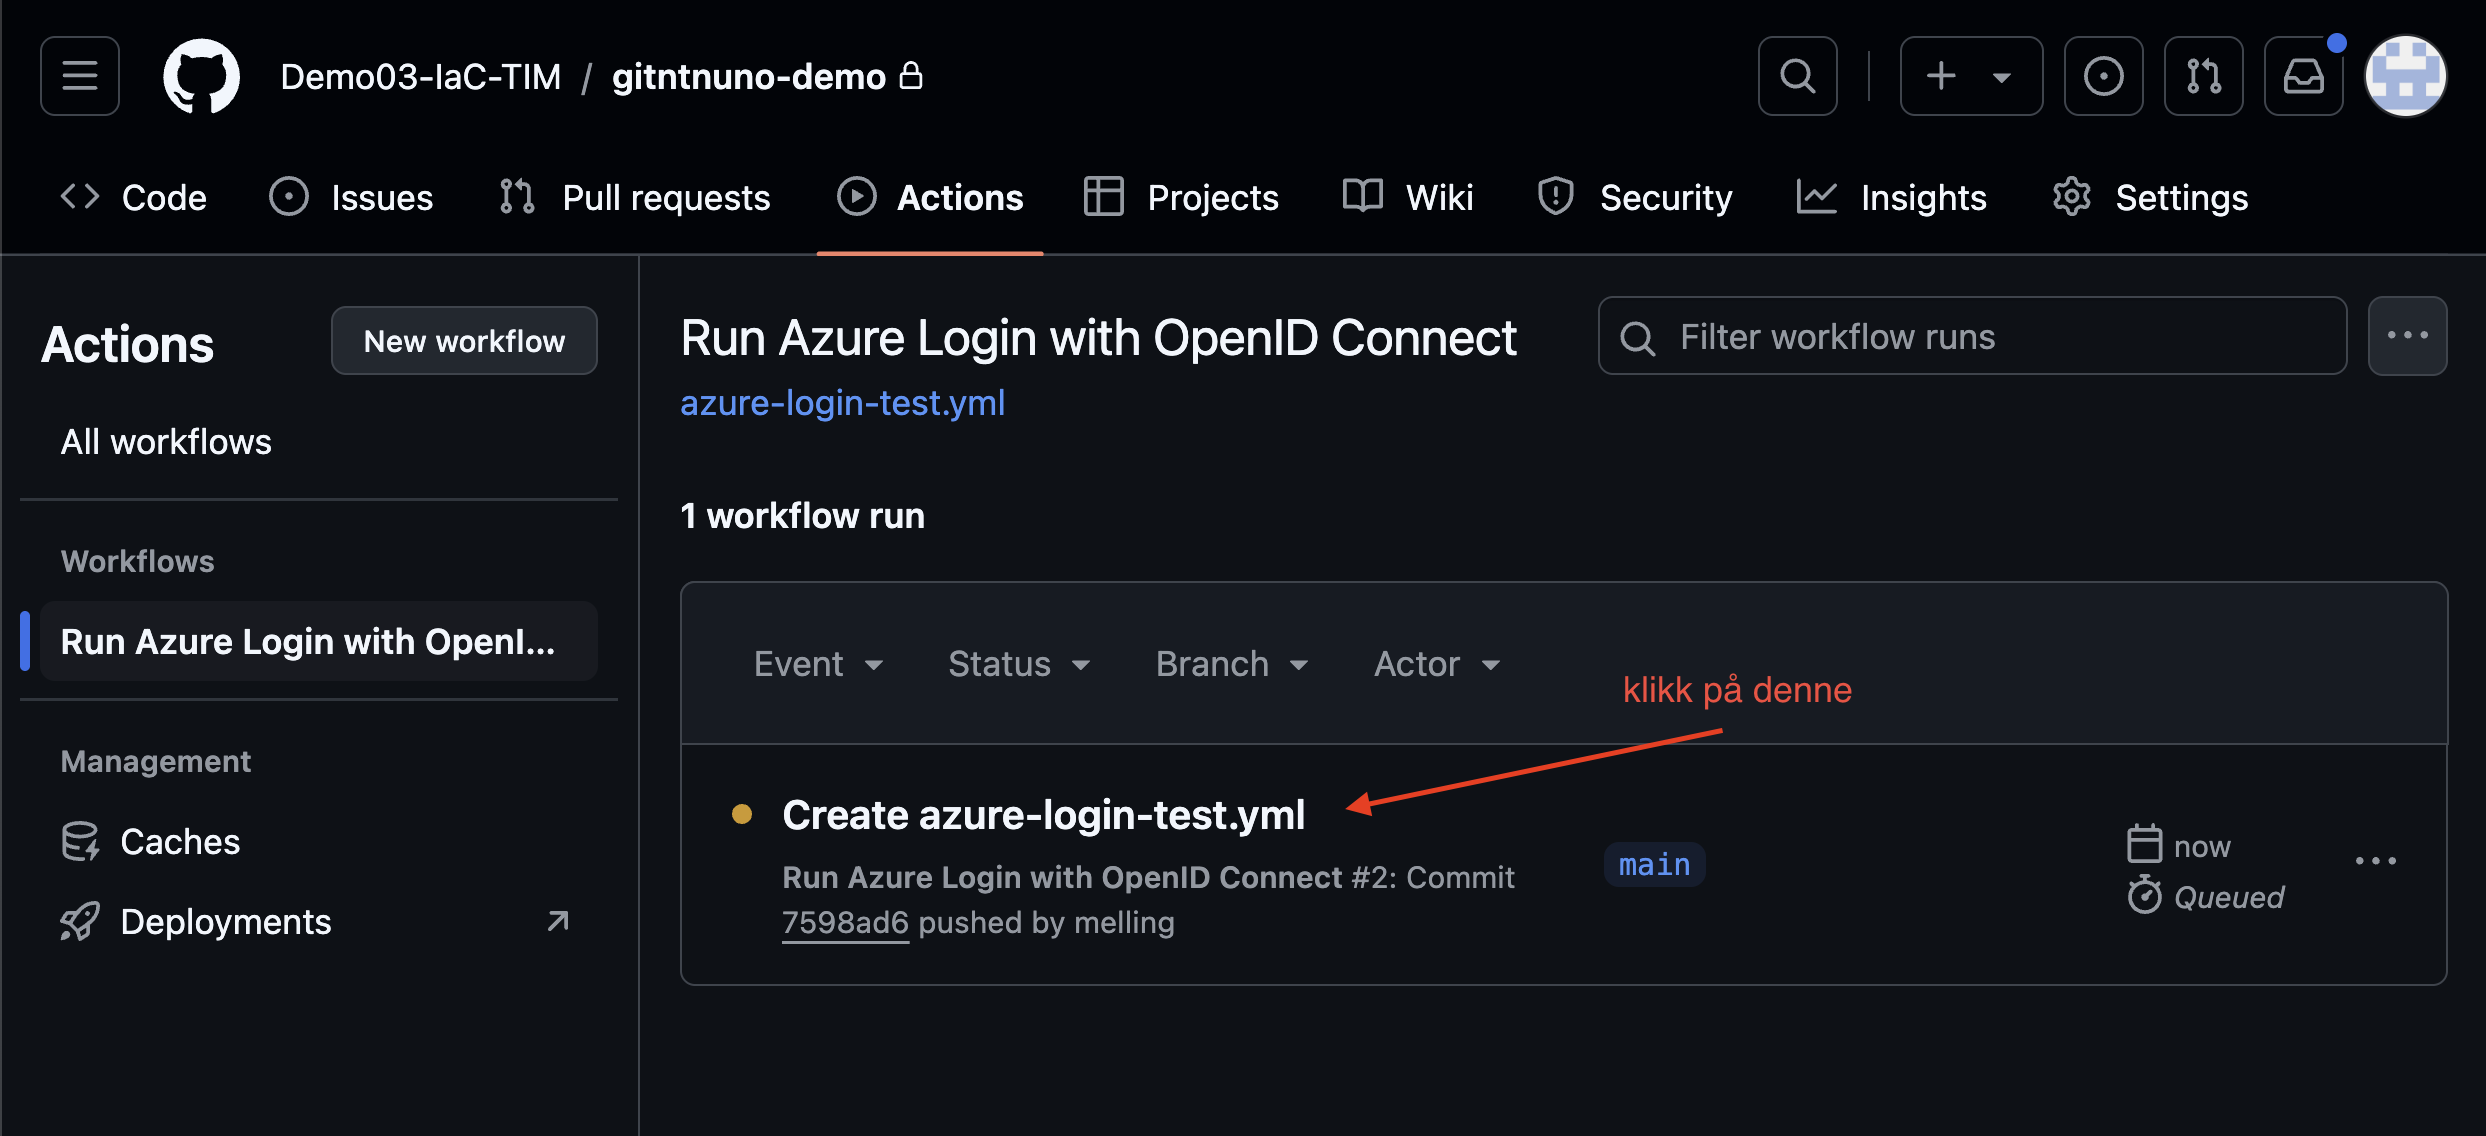 Demo03-IaC-TIM / gitntnuno-demo
Code Issues Pull requests Actions Projects Wiki Security Insights Settings
Actions
New workflow
All workflows
Workflows
Run Azure Login with OpenI...
Management
Caches
Deployments
Run Azure Login with OpenID Connect
Filter workflow runs
azure-login-test.yml
1 workflow run
Event Status Branch Actor
klikk på denne
Create azure-login-test.yml
Run Azure Login with OpenID Connect #2: Commit
7598ad6 pushed by melling
main
now
Queued